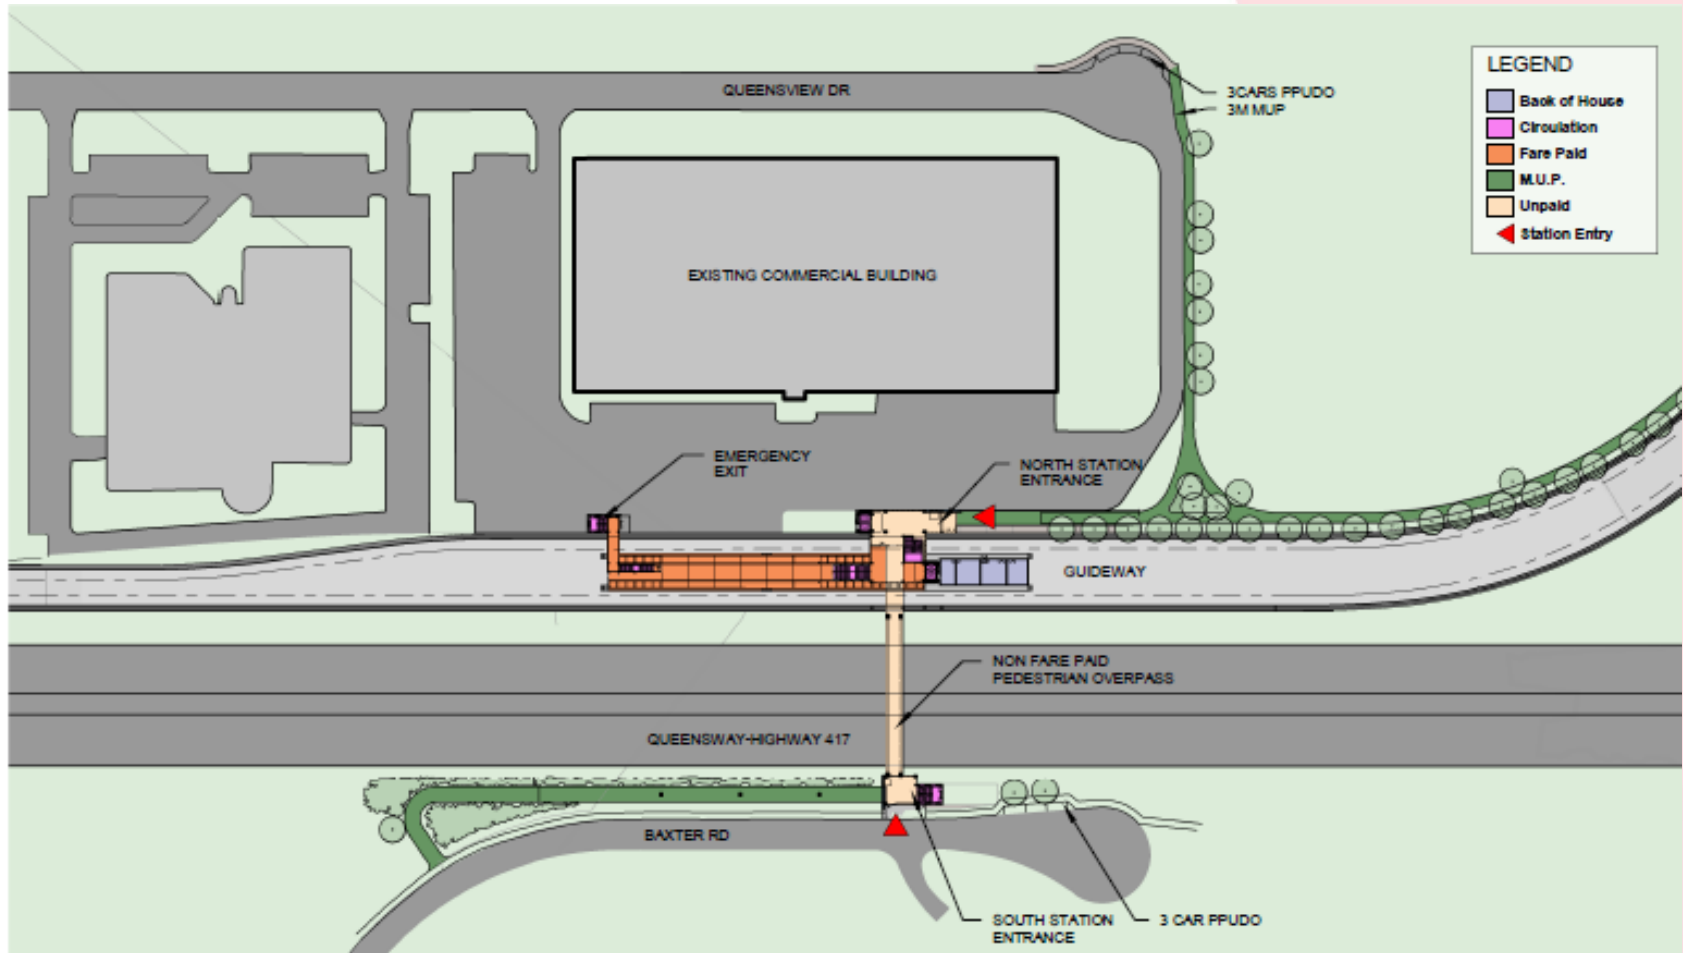 QUEENSVIEW DR
3CARS PPUDO
3M MUP
LEGEND
Back of House
Circulation
Fare Paid
M.U.P.
Unpaid
Station Entry
EXISTING COMMERCIAL BUILDING
EMERGENCY
EXIT
NORTH STATION
ENTRANCE
GUIDEWAY
NON FARE PAID
PEDESTRIAN OVERPASS
QUEENSWAY-HIGHWAY 417
BAXTER RD
SOUTH STATION
ENTRANCE
3 CAR PPUDO